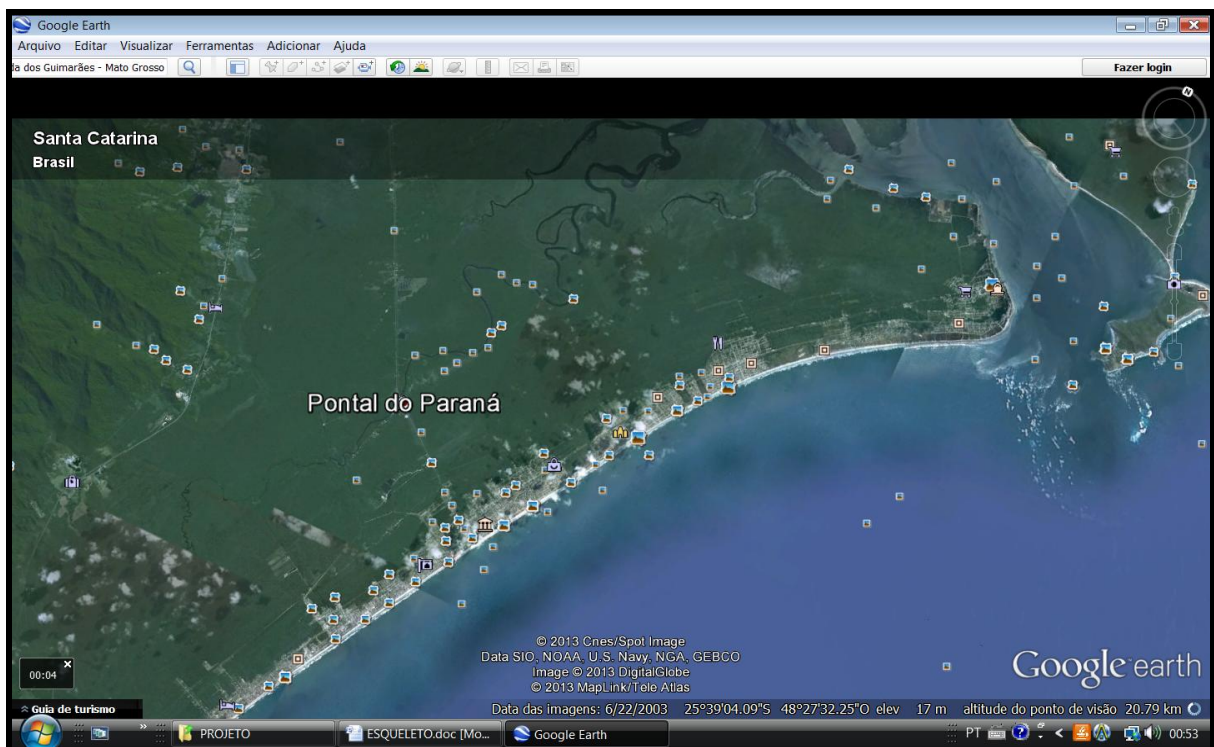 Google Earth
Arquivo Editar Visualizar Ferramentas Adicionar Ajuda
la dos Guimarães - Mato Grosso
Fazer login
N
Santa Catarina
Brasil
Pontal do Paraná
© 2013 Cnes/Spot Image
Data SIO, NOAA, U.S. Navy, NGA, GEBCO
Image © 2013 DigitalGlobe
© 2013 MapLink/Tele Atlas
Google earth
00:04
Guia de turismo
Data das imagens: 6/22/2003 25°39'04.09"S 48°27'32.25"O elev 17 m altitude do ponto de visão 20.79 km
PROJETO
ESQUELETO.doc [Mo...
Google Earth
PT
00:53